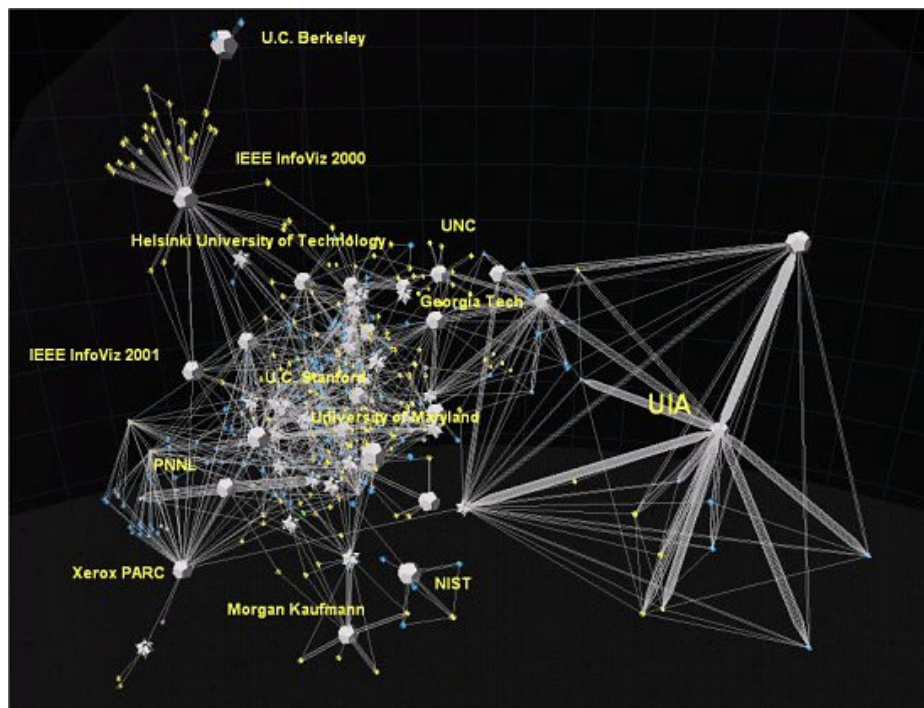 U.C. Berkeley
IEEE InfoViz 2000
UNC
Helsinki University of Technology
Georgia Tech
IEEE InfoViz 2001
U.C. Stanford
UIA
University of Maryland
PNNL
Xerox PARC
NIST
Morgan Kaufmann